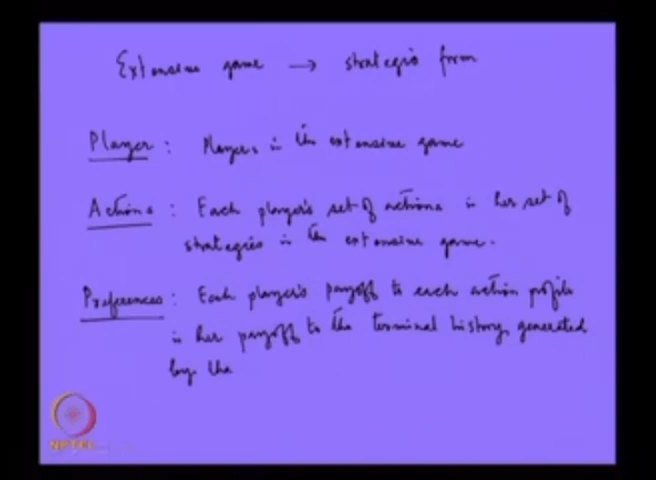 Extensive game → strategic from
Player : Players in the extensive game
Actions : Each player's set of actions is her set of
strategies in the extensive game.
Preferences : Each player's payoff to each action profile
is her payoff to the terminal history generated
by the
NPTEL